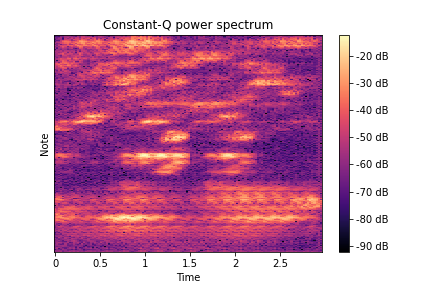 Constant-Q power spectrum
Note
-20 dB
-30 dB
-40 dB
-50 dB
-60 dB
-70 dB
-80 dB
-90 dB
0 0.5 1 1.5 2 2.5
Time